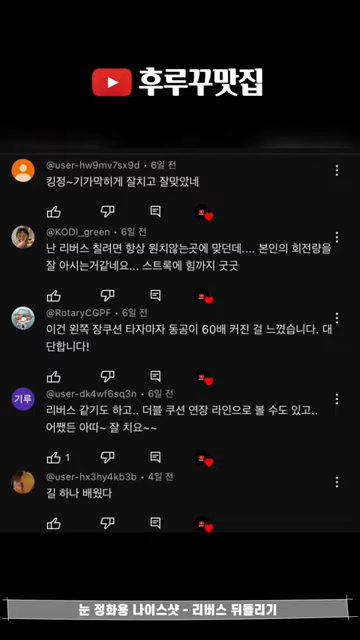 후루꾸맛집
@user-hw9mv7sx9d • 6일 전
킹정~기가막히게 잘치고 잘맞았네
@KODI_green • 6일 전
난 리버스 칠려면 항상 원치않는곳에 맞던데.... 본인의 회전량을
잘 아시는거같네요... 스트록에 힘까지 굿굿
@RotaryCGPF • 6일 전
이건 왼쪽 장쿠션 타자마자 동공이 60배 커진 걸 느꼈습니다. 대
단합니다!
기루
@user-dk4wf6sq3n • 6일 전
리버스 같기도 하고.. 더블 쿠션 연장 라인으로 볼 수도 있고..
어쨌든 아따~ 잘 치요~~
1
@user-hx3hy4kb3b • 4일 전
길 하나 배웠다
눈 정화용 나이스샷 - 리버스 뒤돌리기